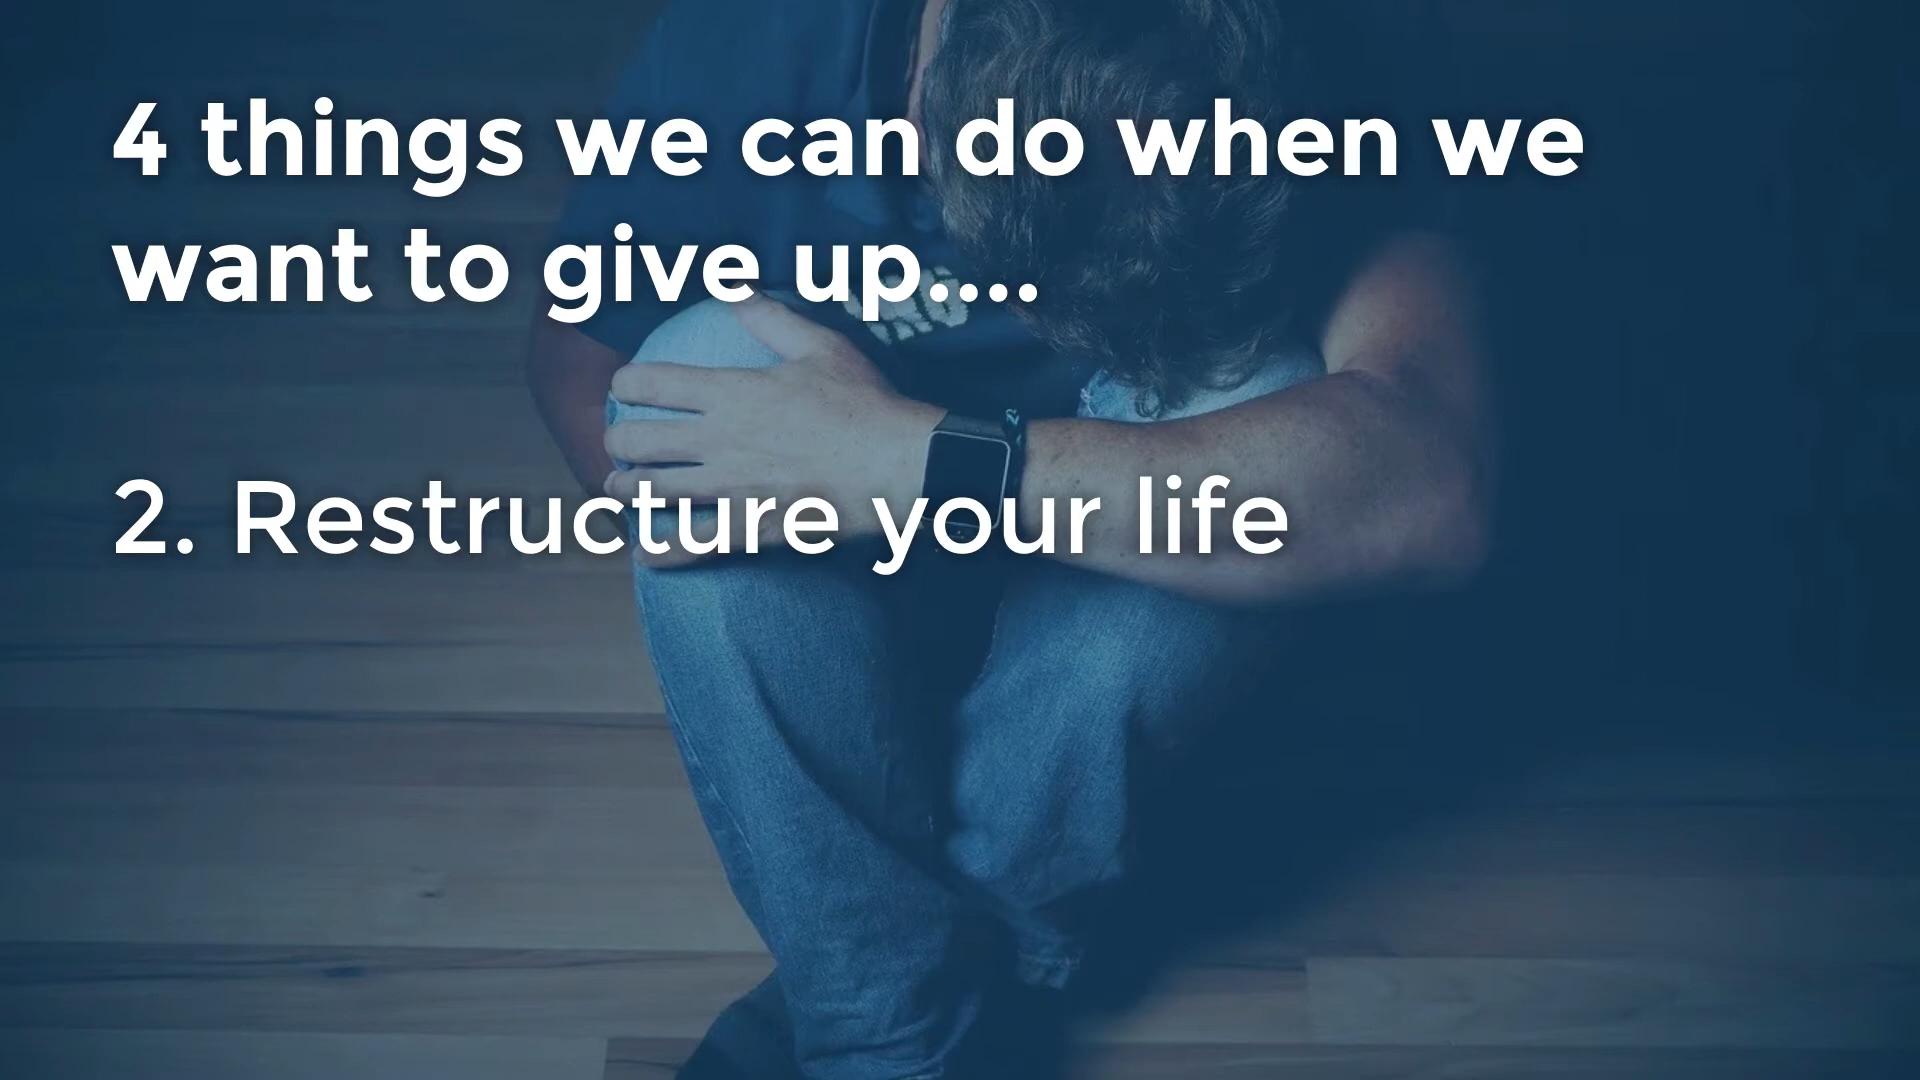 4 things we can do when we
want to give up....
2. Restructure your life